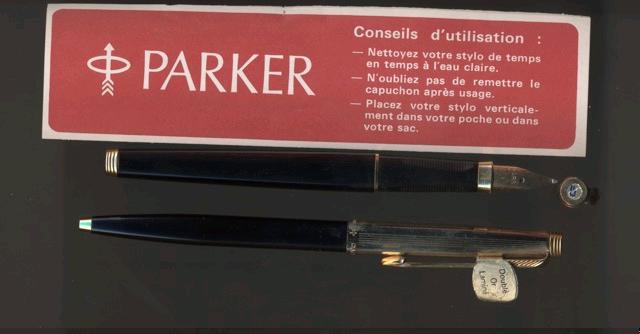 PARKER
Conseils d'utilisation :
— Nettoyez votre stylo de temps
en temps à l'eau claire.
— N'oubliez pas de remettre le
capuchon après usage.
— Placez votre stylo verticale-
ment dans votre poche ou dans
votre sac.
Double
Or
Laminé